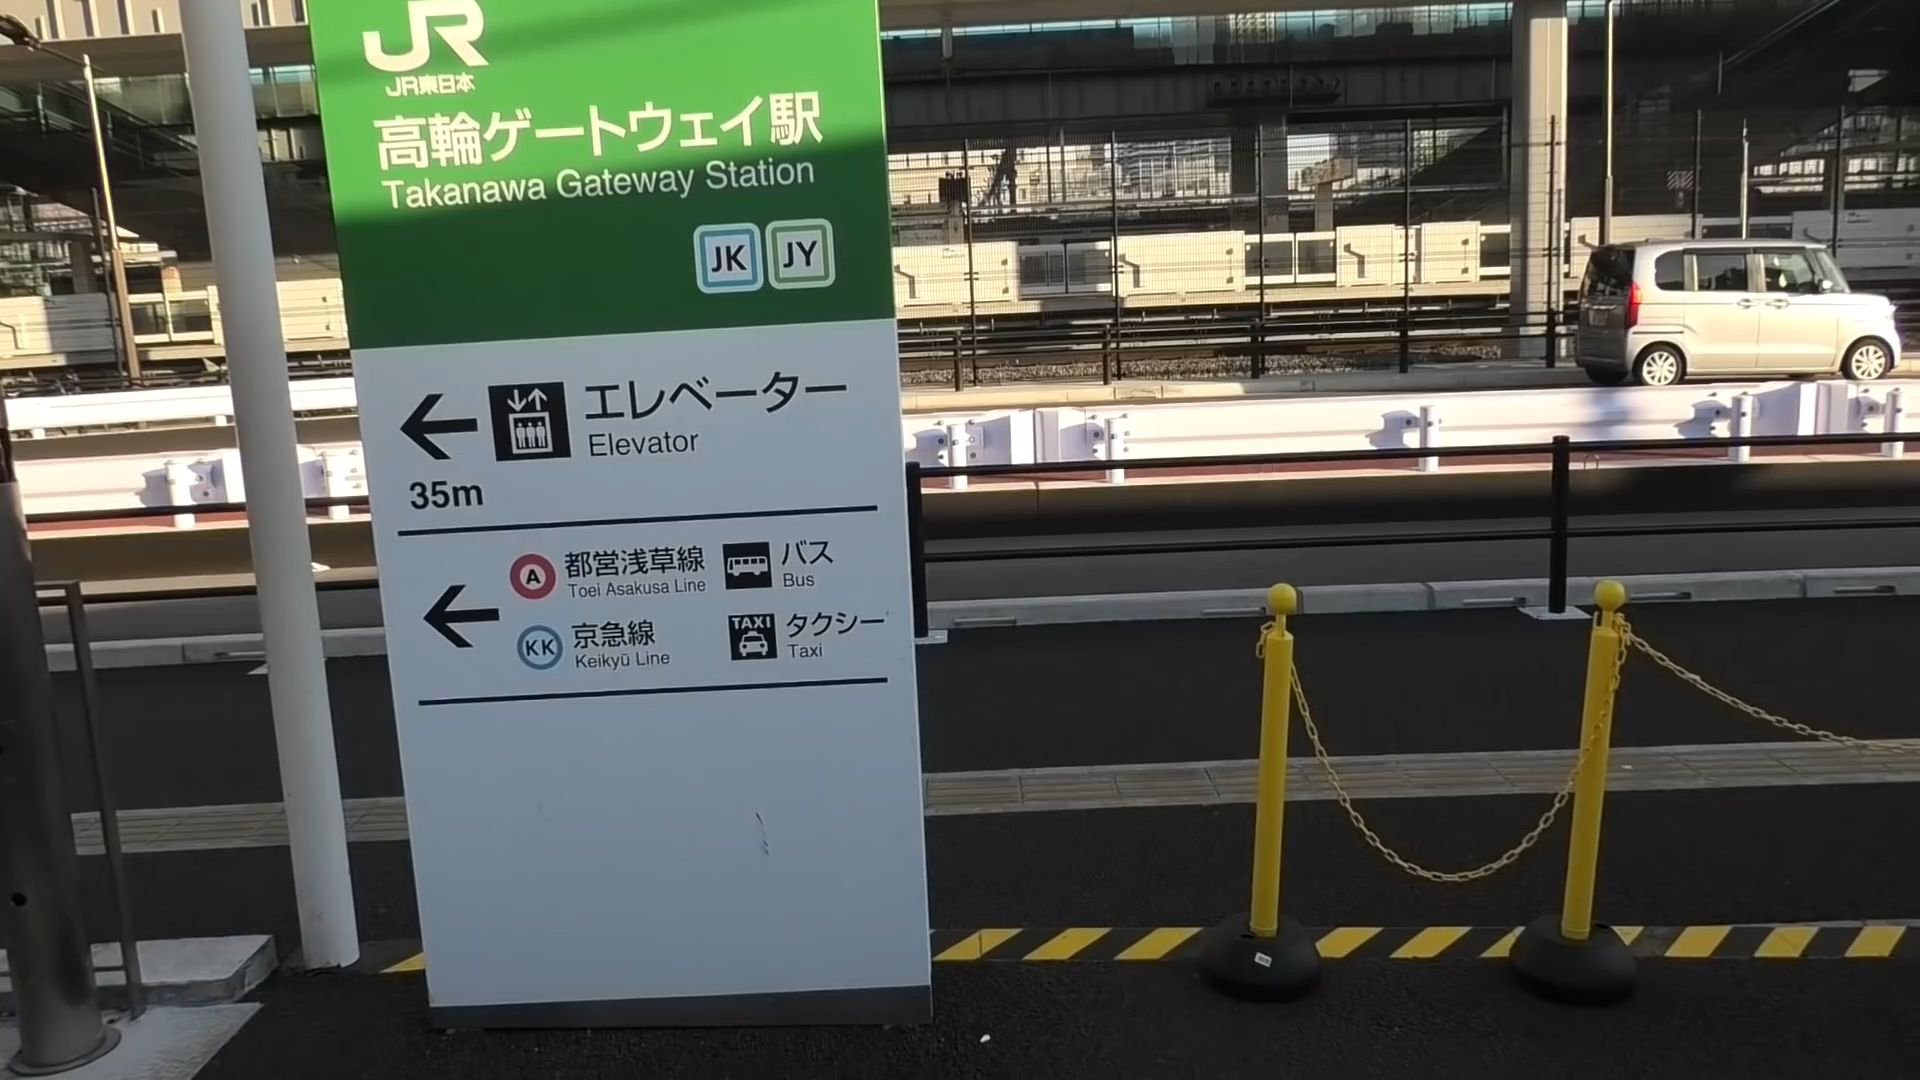 JR
JR東日本
高輪ゲートウェイ駅
Takanawa Gateway Station
JK JY
エレベーター
Elevator
35m
A 都営浅草線 バス
Toei Asakusa Line Bus
KK 京急線 TAXI タクシー
Keikyū Line Taxi